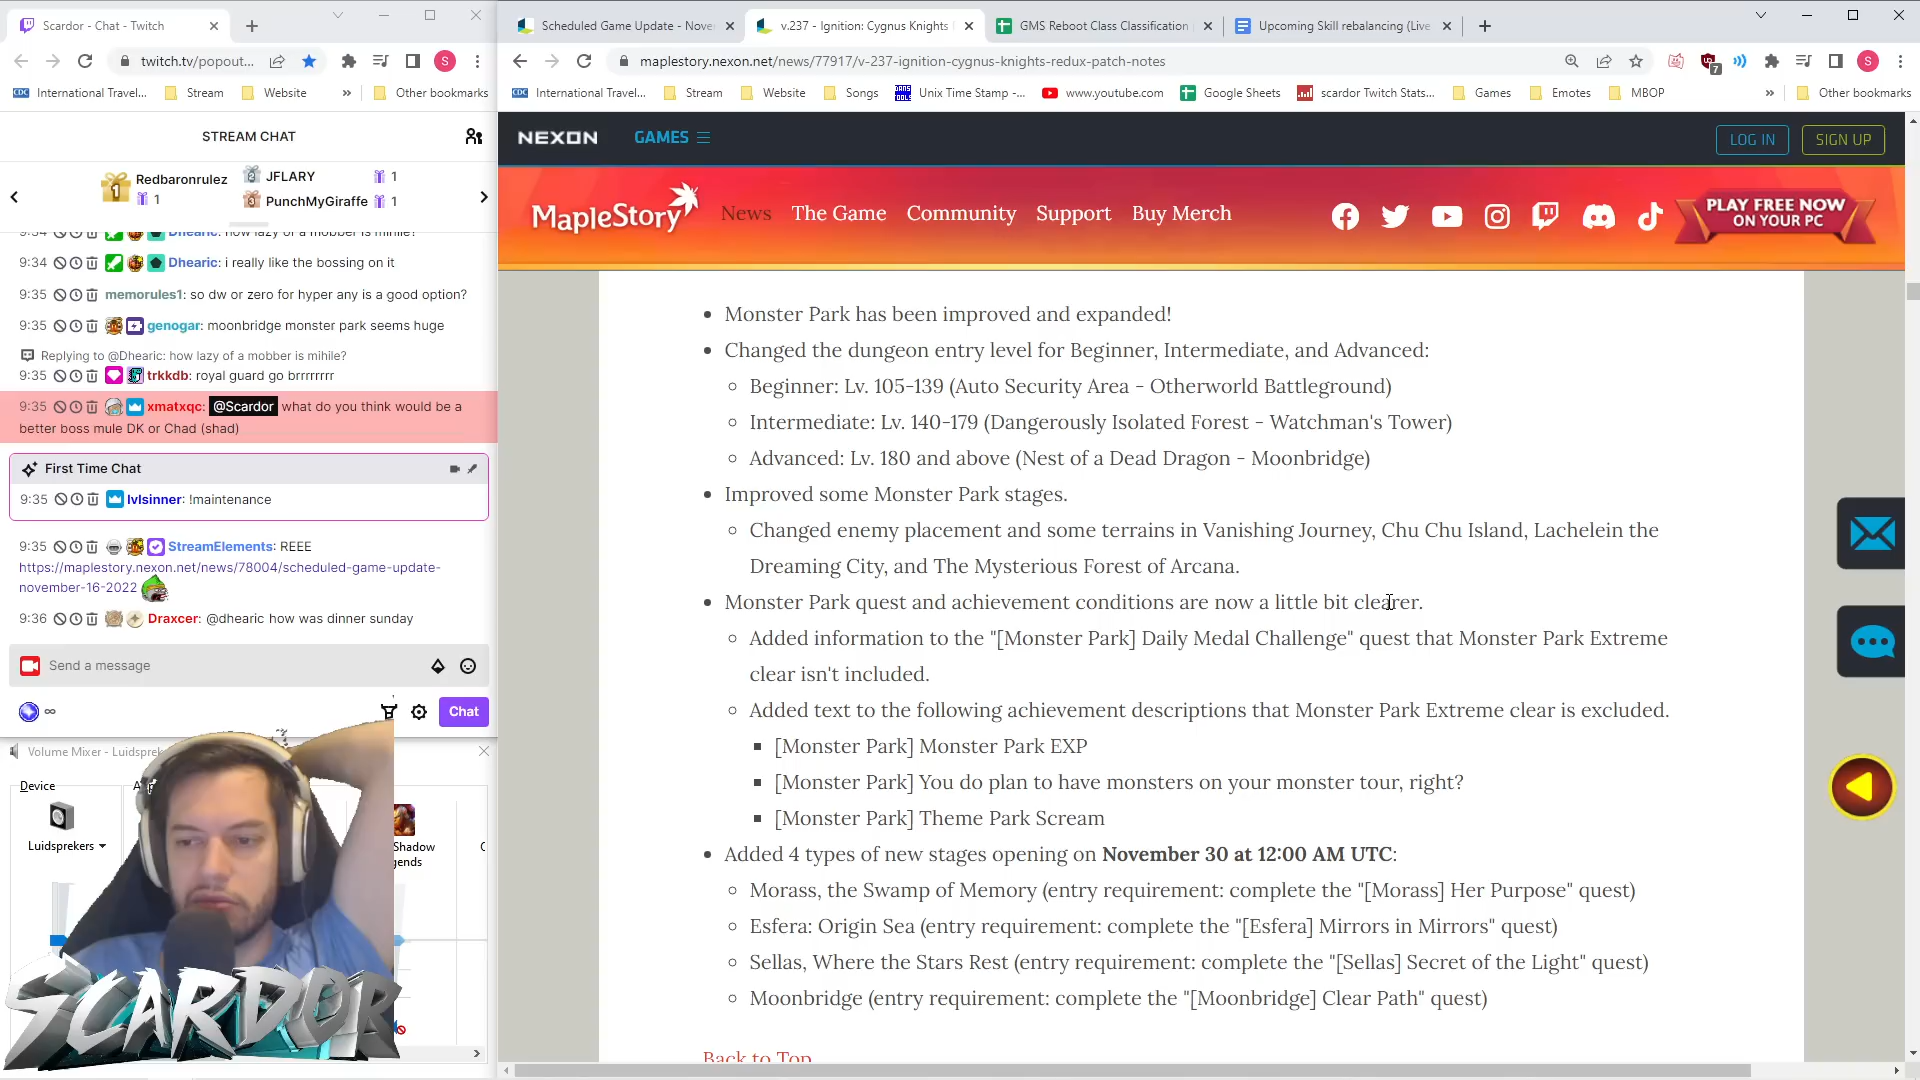 Scardor - Chat - Twitch
Scheduled Game Update - Nove
v.237 - Ignition: Cygnus Knights
GMS Reboot Class Classification
Upcoming Skill rebalancing (Live
twitch.tv/popout...
S
maplestory.nexon.net/news/77917/v-237-ignition-cygnus-knights-redux-patch-notes
7
S
CDC International Travel...
Stream
Website
»
Other bookmarks
CDC International Travel...
Stream
Website
Songs
Unix Time Stamp -...
www.youtube.com
Google Sheets
scardor Twitch Stats...
Games
Emotes
MBOP
»
Other bookmarks
STREAM CHAT
NEXON
GAMES
LOG IN
SIGN UP
1
Redbaronrulez
1
2
JFLARY
1
3
PunchMyGiraffe
1
MapleStory
News
The Game
Community
Support
Buy Merch
PLAY FREE NOW
ON YOUR PC
9:34 Dhearic: how lazy of a mobber is mihile?
9:34 Dhearic: i really like the bossing on it
9:35 memorules1: so dw or zero for hyper any is a good option?
9:35 genogar: moonbridge monster park seems huge
Replying to @Dhearic: how lazy of a mobber is mihile?
9:35 trkkdb: royal guard go brrrrrrrr
9:35 xmatxqc: @Scardor what do you think would be a
better boss mule DK or Chad (shad)
First Time Chat
9:35 lvlsinner: !maintenance
9:35 StreamElements: REEE
https://maplestory.nexon.net/news/78004/scheduled-game-update-
november-16-2022
9:36 Draxcer: @dhearic how was dinner sunday
Send a message
∞
Chat
Volume Mixer - Luidsprek
Device
Luidsprekers
Shadow
gends
SCARDOR
• Monster Park has been improved and expanded!
• Changed the dungeon entry level for Beginner, Intermediate, and Advanced:
◦ Beginner: Lv. 105-139 (Auto Security Area - Otherworld Battleground)
◦ Intermediate: Lv. 140-179 (Dangerously Isolated Forest - Watchman's Tower)
◦ Advanced: Lv. 180 and above (Nest of a Dead Dragon - Moonbridge)
• Improved some Monster Park stages.
◦ Changed enemy placement and some terrains in Vanishing Journey, Chu Chu Island, Lachelein the
Dreaming City, and The Mysterious Forest of Arcana.
• Monster Park quest and achievement conditions are now a little bit clearer.
◦ Added information to the "[Monster Park] Daily Medal Challenge" quest that Monster Park Extreme
clear isn't included.
◦ Added text to the following achievement descriptions that Monster Park Extreme clear is excluded.
▪ [Monster Park] Monster Park EXP
▪ [Monster Park] You do plan to have monsters on your monster tour, right?
▪ [Monster Park] Theme Park Scream
• Added 4 types of new stages opening on November 30 at 12:00 AM UTC:
◦ Morass, the Swamp of Memory (entry requirement: complete the "[Morass] Her Purpose" quest)
◦ Esfera: Origin Sea (entry requirement: complete the "[Esfera] Mirrors in Mirrors" quest)
◦ Sellas, Where the Stars Rest (entry requirement: complete the "[Sellas] Secret of the Light" quest)
◦ Moonbridge (entry requirement: complete the "[Moonbridge] Clear Path" quest)
Back to Top